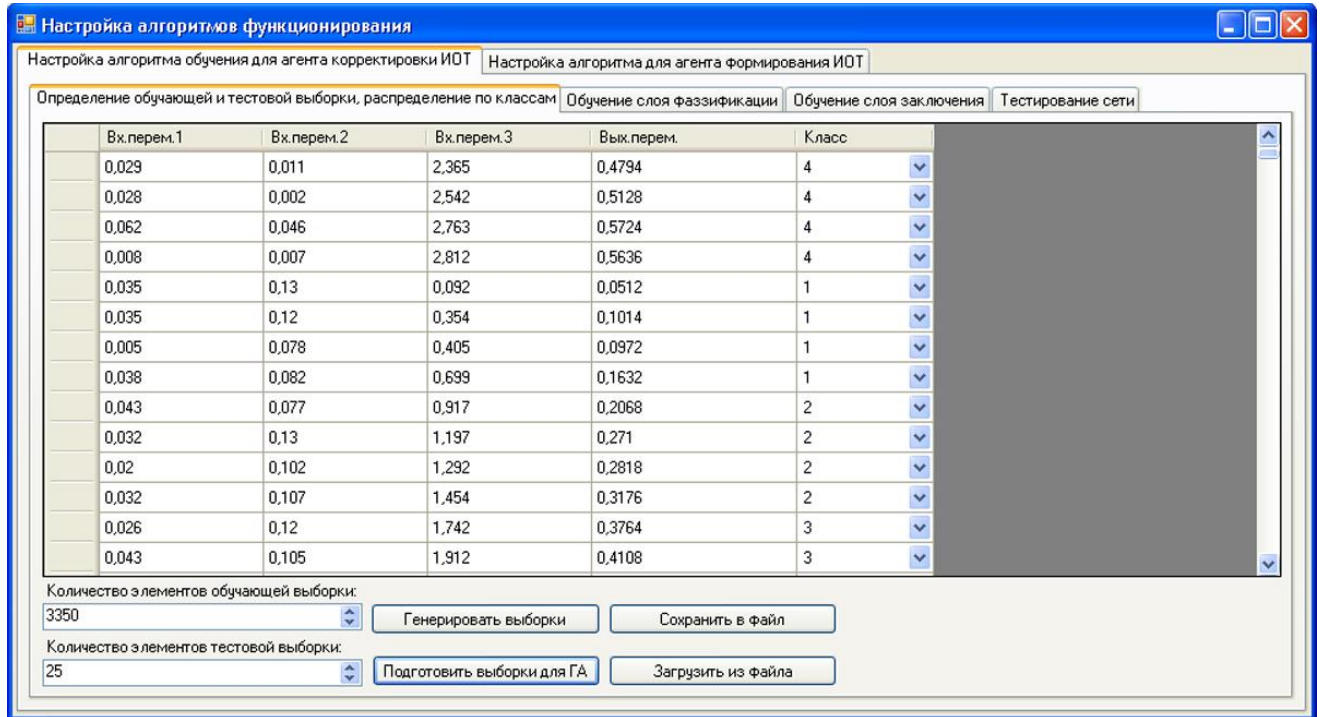 Настройка алгоритмов функционирования
Настройка алгоритма обучения для агента корректировки ИОТ Настройка алгоритма для агента формирования ИОТ
Определение обучающей и тестовой выборки, распределение по классам Обучение слоя фаззификации Обучение слоя заключения Тестирование сети
Вх.перем.1 Вх.перем.2 Вх.перем.3 Вых.перем. Класс
0,029 0,011 2,365 0,4794 4
0,028 0,002 2,542 0,5128 4
0,062 0,046 2,763 0,5724 4
0,008 0,007 2,812 0,5636 4
0,035 0,13 0,092 0,0512 1
0,035 0,12 0,354 0,1014 1
0,005 0,078 0,405 0,0972 1
0,038 0,082 0,699 0,1632 1
0,043 0,077 0,917 0,2068 2
0,032 0,13 1,197 0,271 2
0,02 0,102 1,292 0,2818 2
0,032 0,107 1,454 0,3176 2
0,026 0,12 1,742 0,3764 3
0,043 0,105 1,912 0,4108 3
Количество элементов обучающей выборки:
3350 Генерировать выборки Сохранить в файл
Количество элементов тестовой выборки:
25 Подготовить выборки для ГА Загрузить из файла